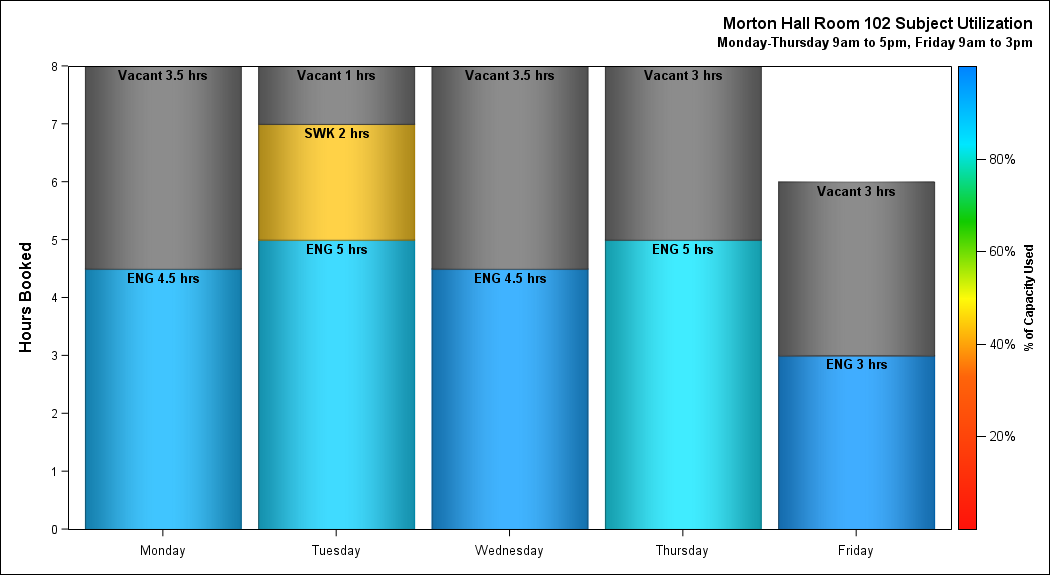 Morton Hall Room 102 Subject Utilization
Monday-Thursday 9am to 5pm, Friday 9am to 3pm
Hours Booked
8
7
6
5
4
3
2
1
0
Vacant 3.5 hrs
ENG 4.5 hrs
Vacant 1 hrs
SWK 2 hrs
ENG 5 hrs
Vacant 3.5 hrs
ENG 4.5 hrs
Vacant 3 hrs
ENG 5 hrs
Vacant 3 hrs
ENG 3 hrs
Monday
Tuesday
Wednesday
Thursday
Friday
80%
60%
40%
20%
% of Capacity Used